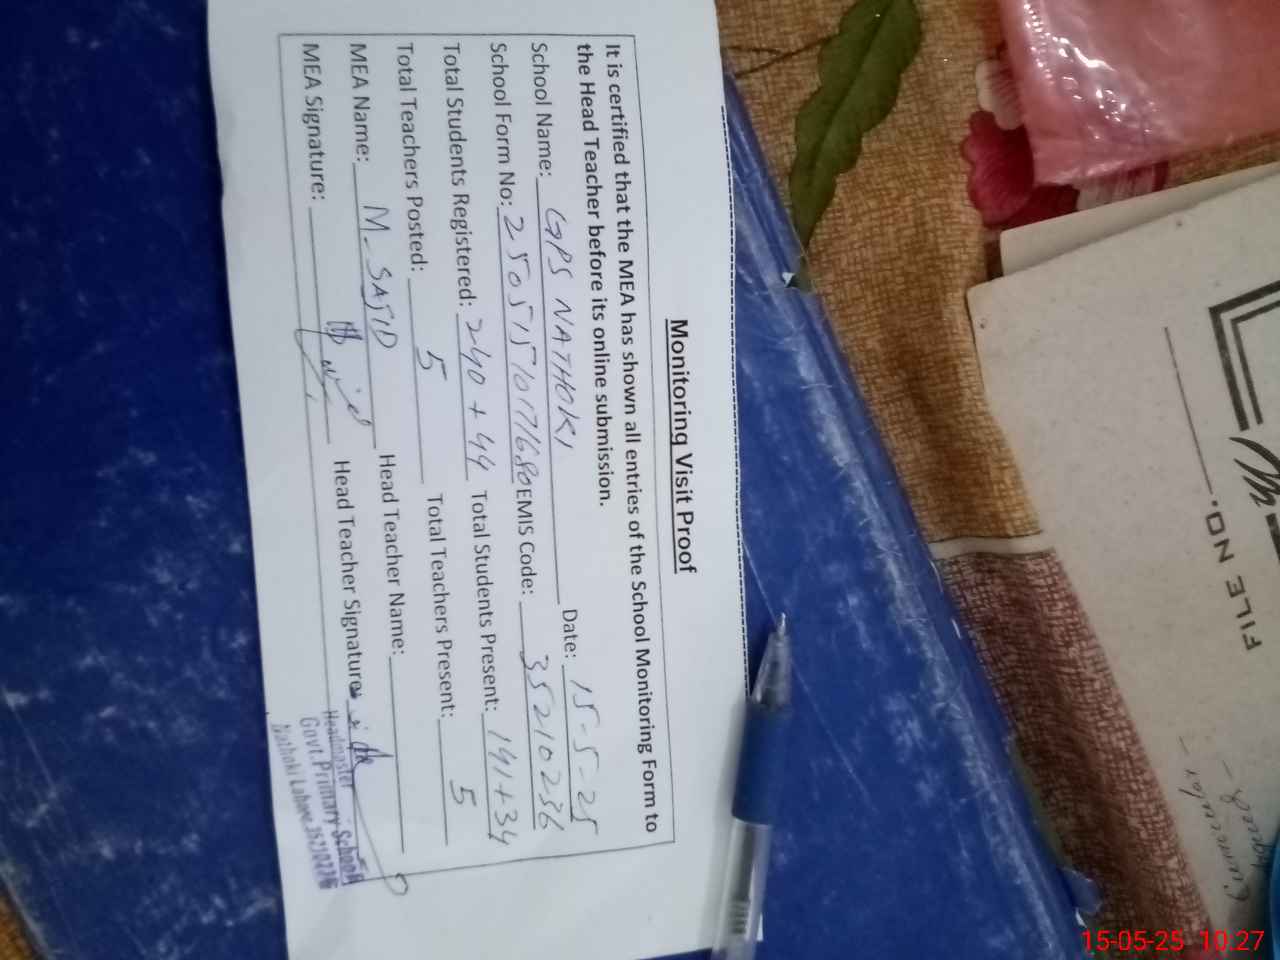 Monitoring Visit Proof
It is certified that the MEA has shown all entries of the School Monitoring Form to
the Head Teacher before its online submission.
School Name: GPS NATHOKI Date: 15-5-25
School Form No: 25051510171680 EMIS Code: 35210236
Total Students Registered: 240+44 Total Students Present: 191+34
Total Teachers Posted: 5 Total Teachers Present: 5
MEA Name: M-SAJID Head Teacher Name:
MEA Signature: Head Teacher Signature:
Headmaster
Govt. Primary School
Nathoki Lahore 35210236
FILE NO.
15-05-25 10:27